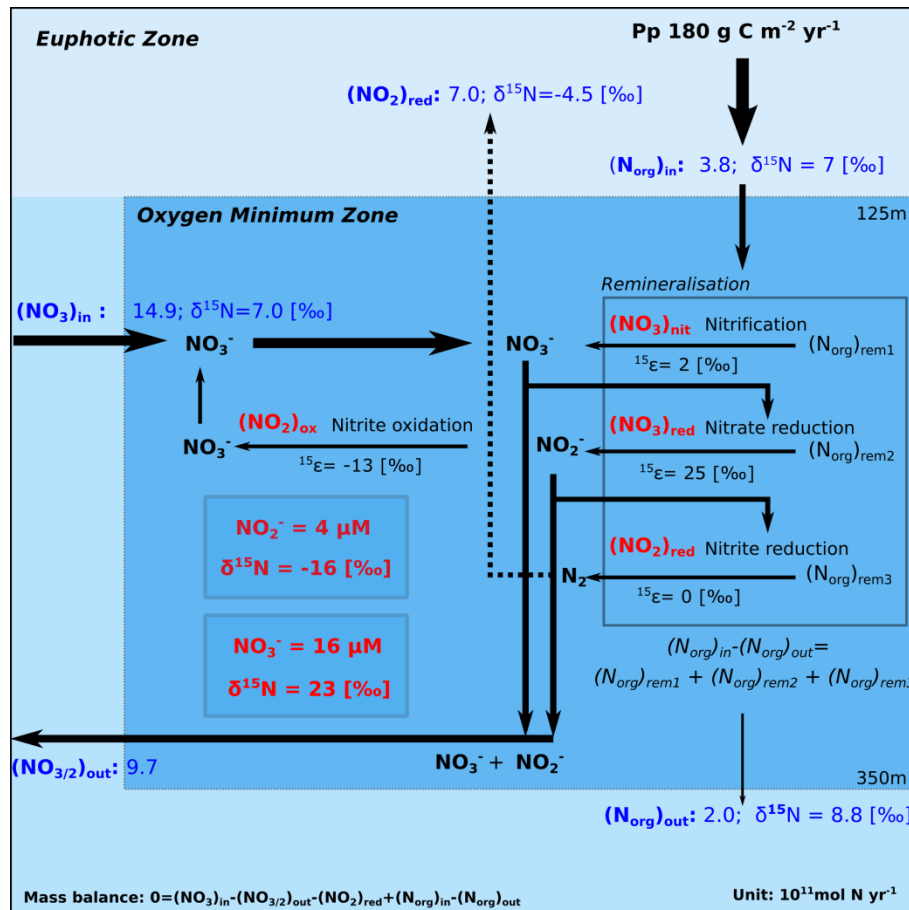 Euphotic Zone
Pp 180 g C m⁻² yr⁻¹
(NO₂)red: 7.0; δ¹⁵N=-4.5 [‰]
(Norg)in: 3.8; δ¹⁵N = 7 [‰]
Oxygen Minimum Zone
125m
Remineralisation
(NO₃)in : 14.9; δ¹⁵N=7.0 [‰]
NO₃⁻
NO₃⁻
(NO₃)nit Nitrification
(Norg)rem1
¹⁵ε= 2 [‰]
(NO₂)ox Nitrite oxidation
NO₃⁻
¹⁵ε= -13 [‰]
NO₂⁻
(NO₃)red Nitrate reduction
(Norg)rem2
¹⁵ε= 25 [‰]
NO₂⁻ = 4 µM
δ¹⁵N = -16 [‰]
(NO₂)red Nitrite reduction
N₂
(Norg)rem3
¹⁵ε= 0 [‰]
NO₃⁻ = 16 µM
δ¹⁵N = 23 [‰]
(Norg)in-(Norg)out=
(Norg)rem1 + (Norg)rem2 + (Norg)rem3
(NO₃/₂)out: 9.7
NO₃⁻ + NO₂⁻
350m
(Norg)out: 2.0; δ¹⁵N = 8.8 [‰]
Mass balance: 0=(NO₃)in-(NO₃/₂)out-(NO₂)red+(Norg)in-(Norg)out
Unit: 10¹¹mol N yr⁻¹